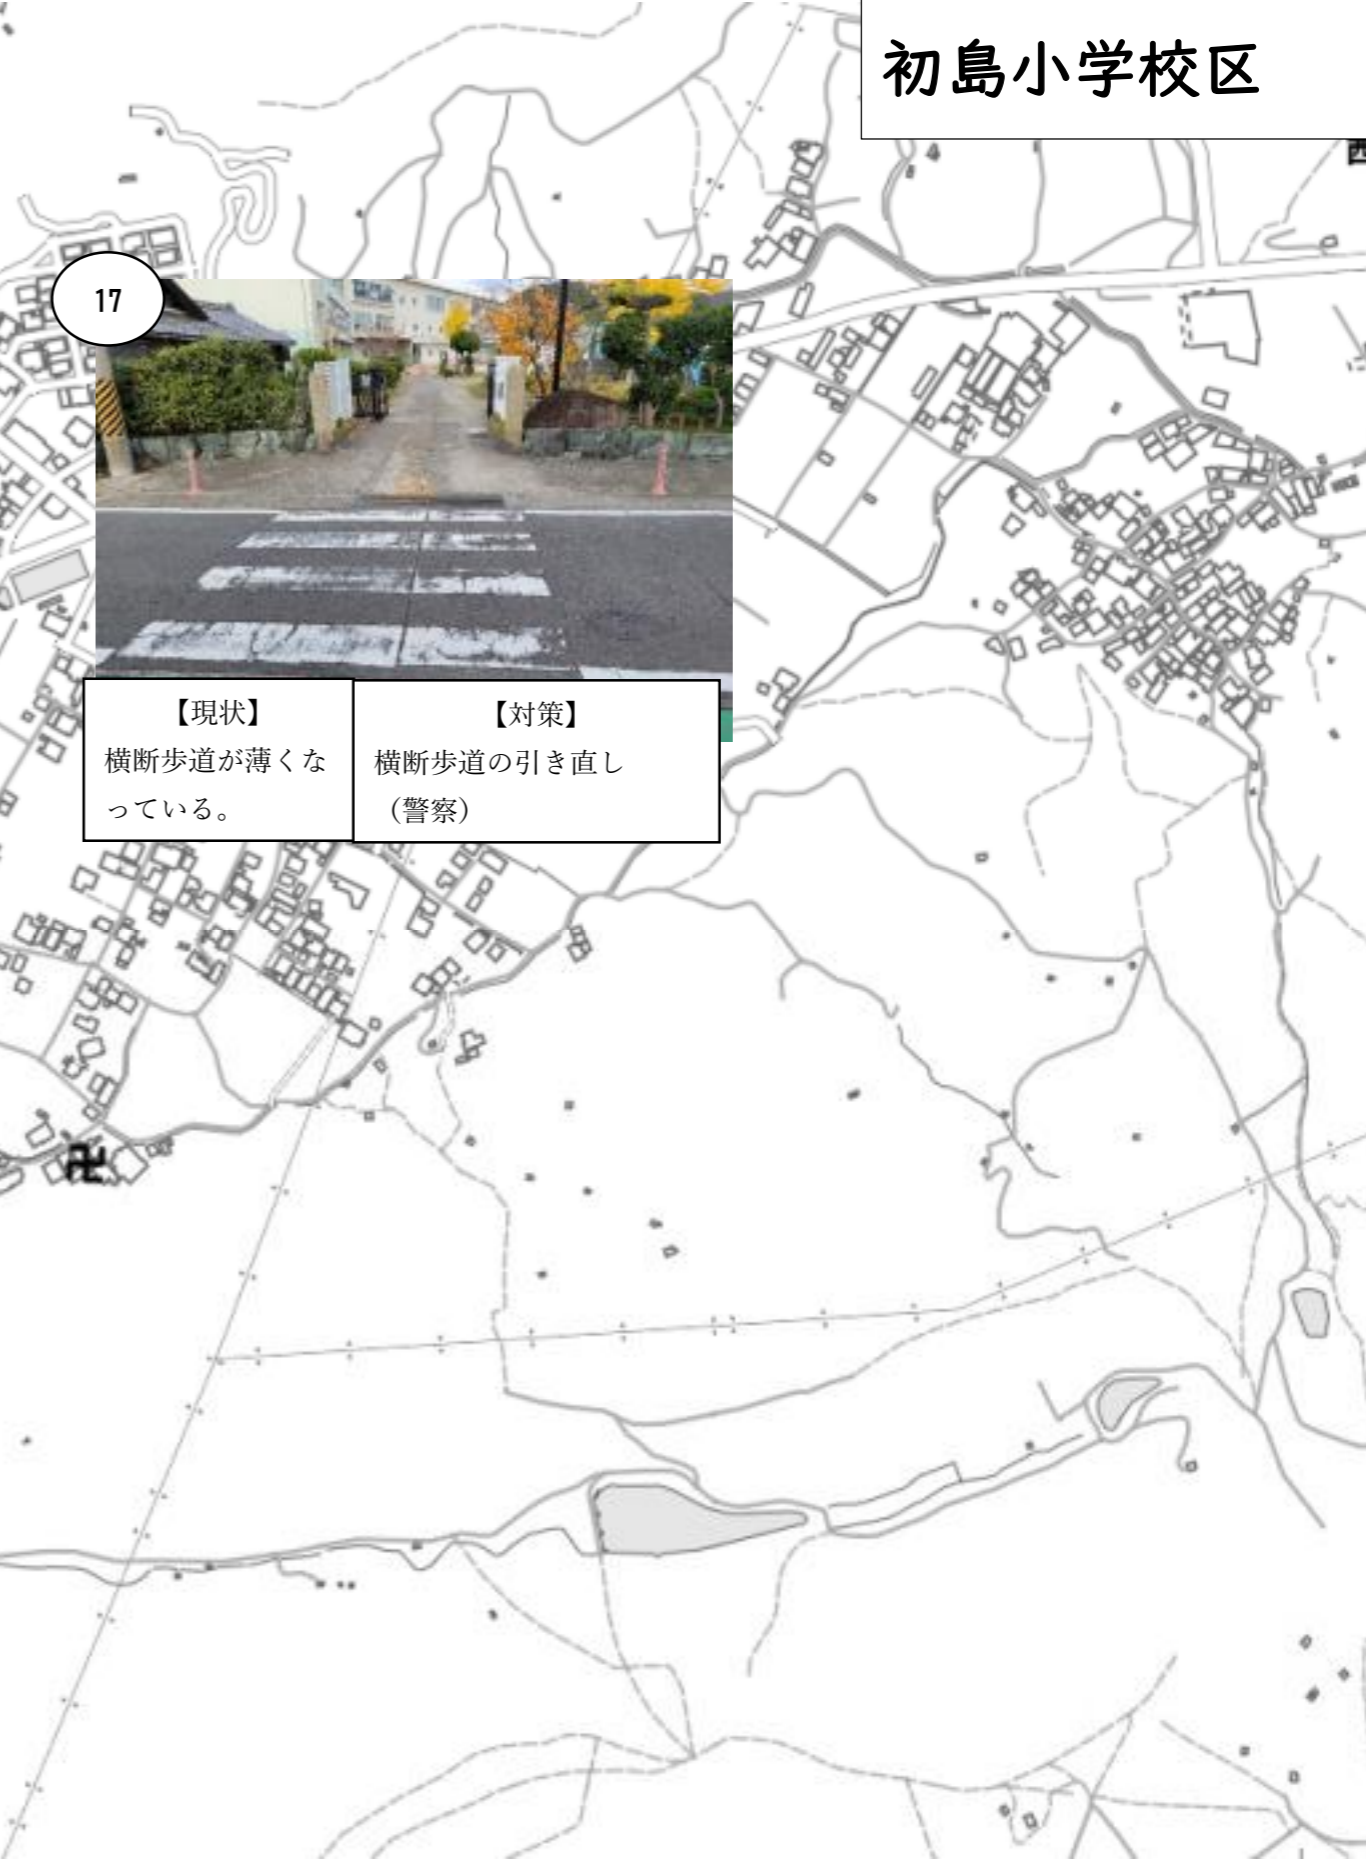 初島小学校区
17
【現状】
横断歩道が薄くな
っている。
【対策】
横断歩道の引き直し
（警察）
卍